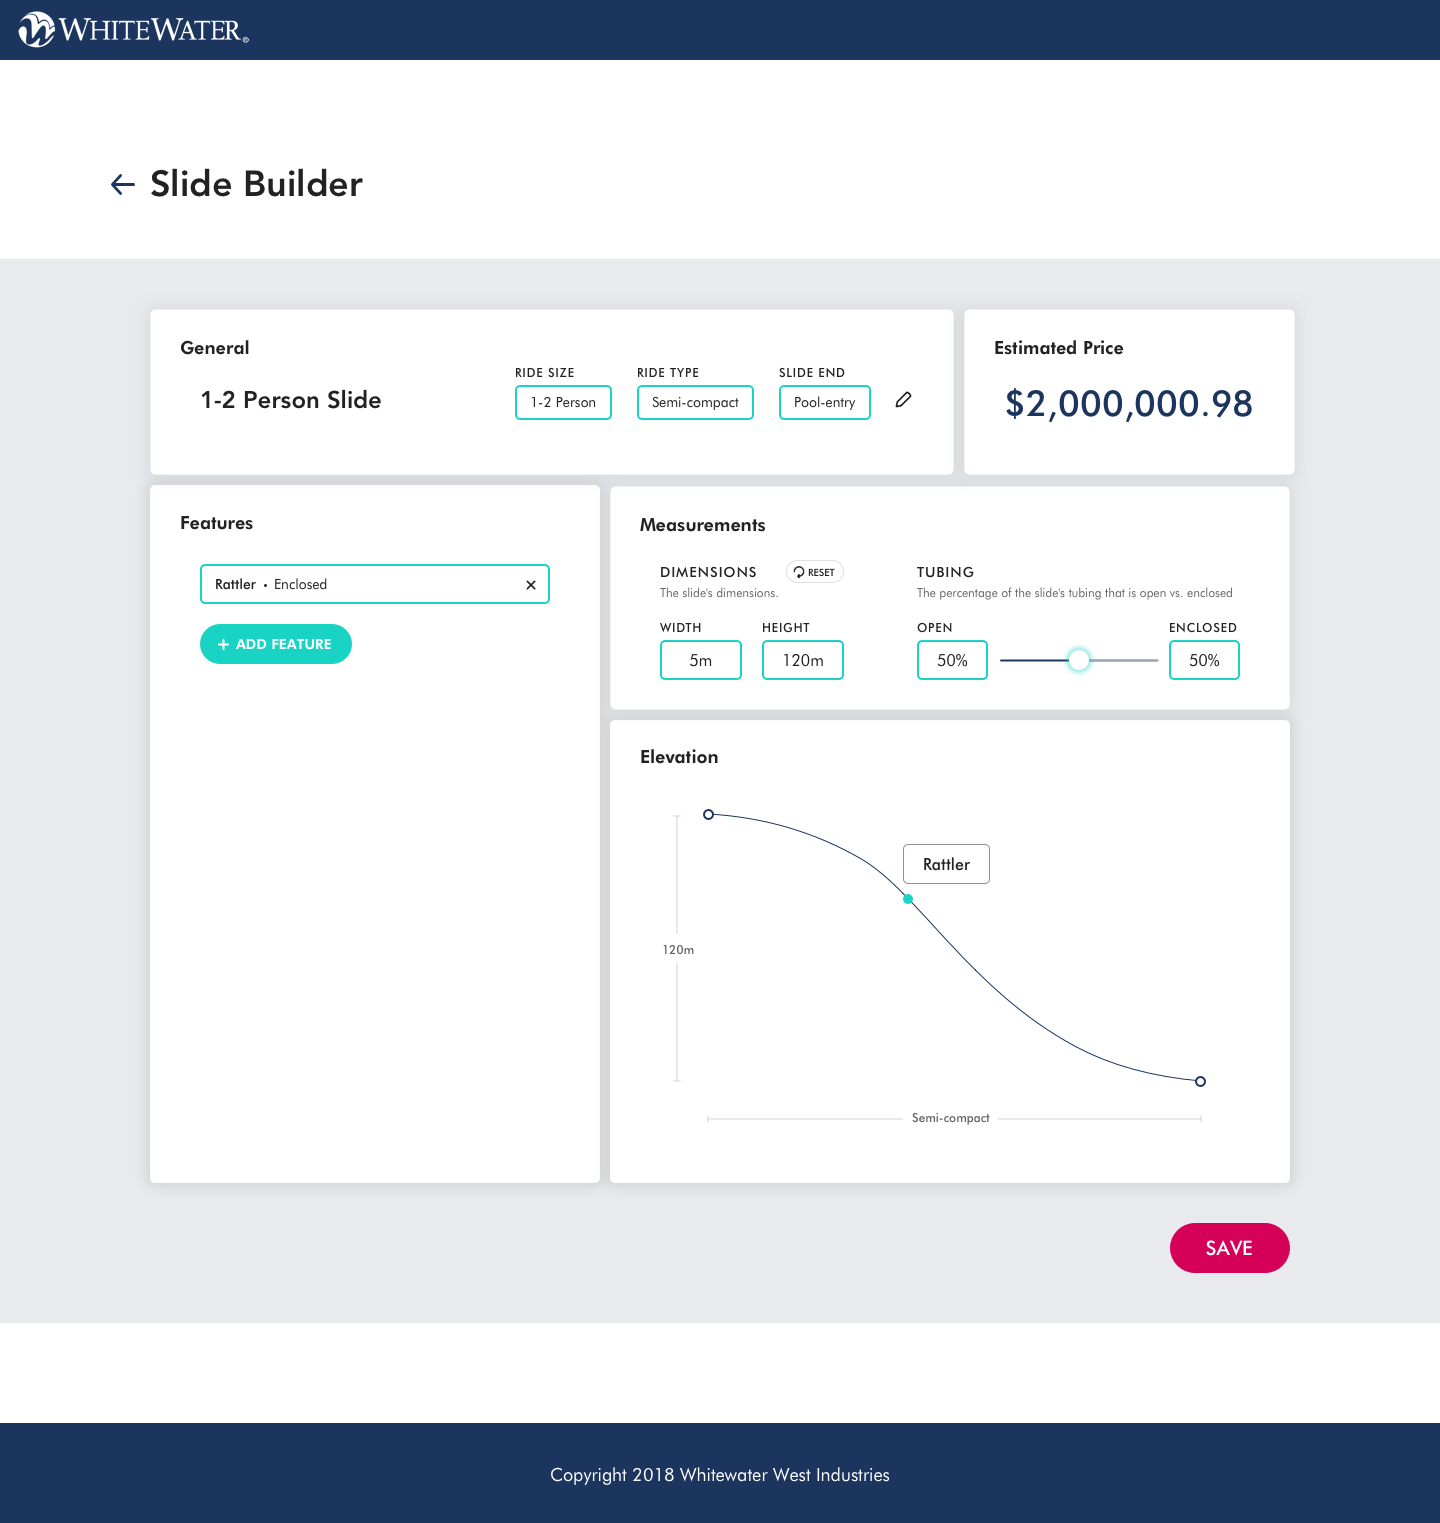 WHITEWATER®
Slide Builder
General
1-2 Person Slide
RIDE SIZE
1-2 Person
RIDE TYPE
Semi-compact
SLIDE END
Pool-entry
Estimated Price
$2,000,000.98
Features
Rattler • Enclosed
+ ADD FEATURE
Measurements
DIMENSIONS
RESET
The slide's dimensions.
WIDTH
5m
HEIGHT
120m
TUBING
The percentage of the slide's tubing that is open vs. enclosed
OPEN
50%
ENCLOSED
50%
Elevation
Rattler
120m
Semi-compact
SAVE
Copyright 2018 Whitewater West Industries